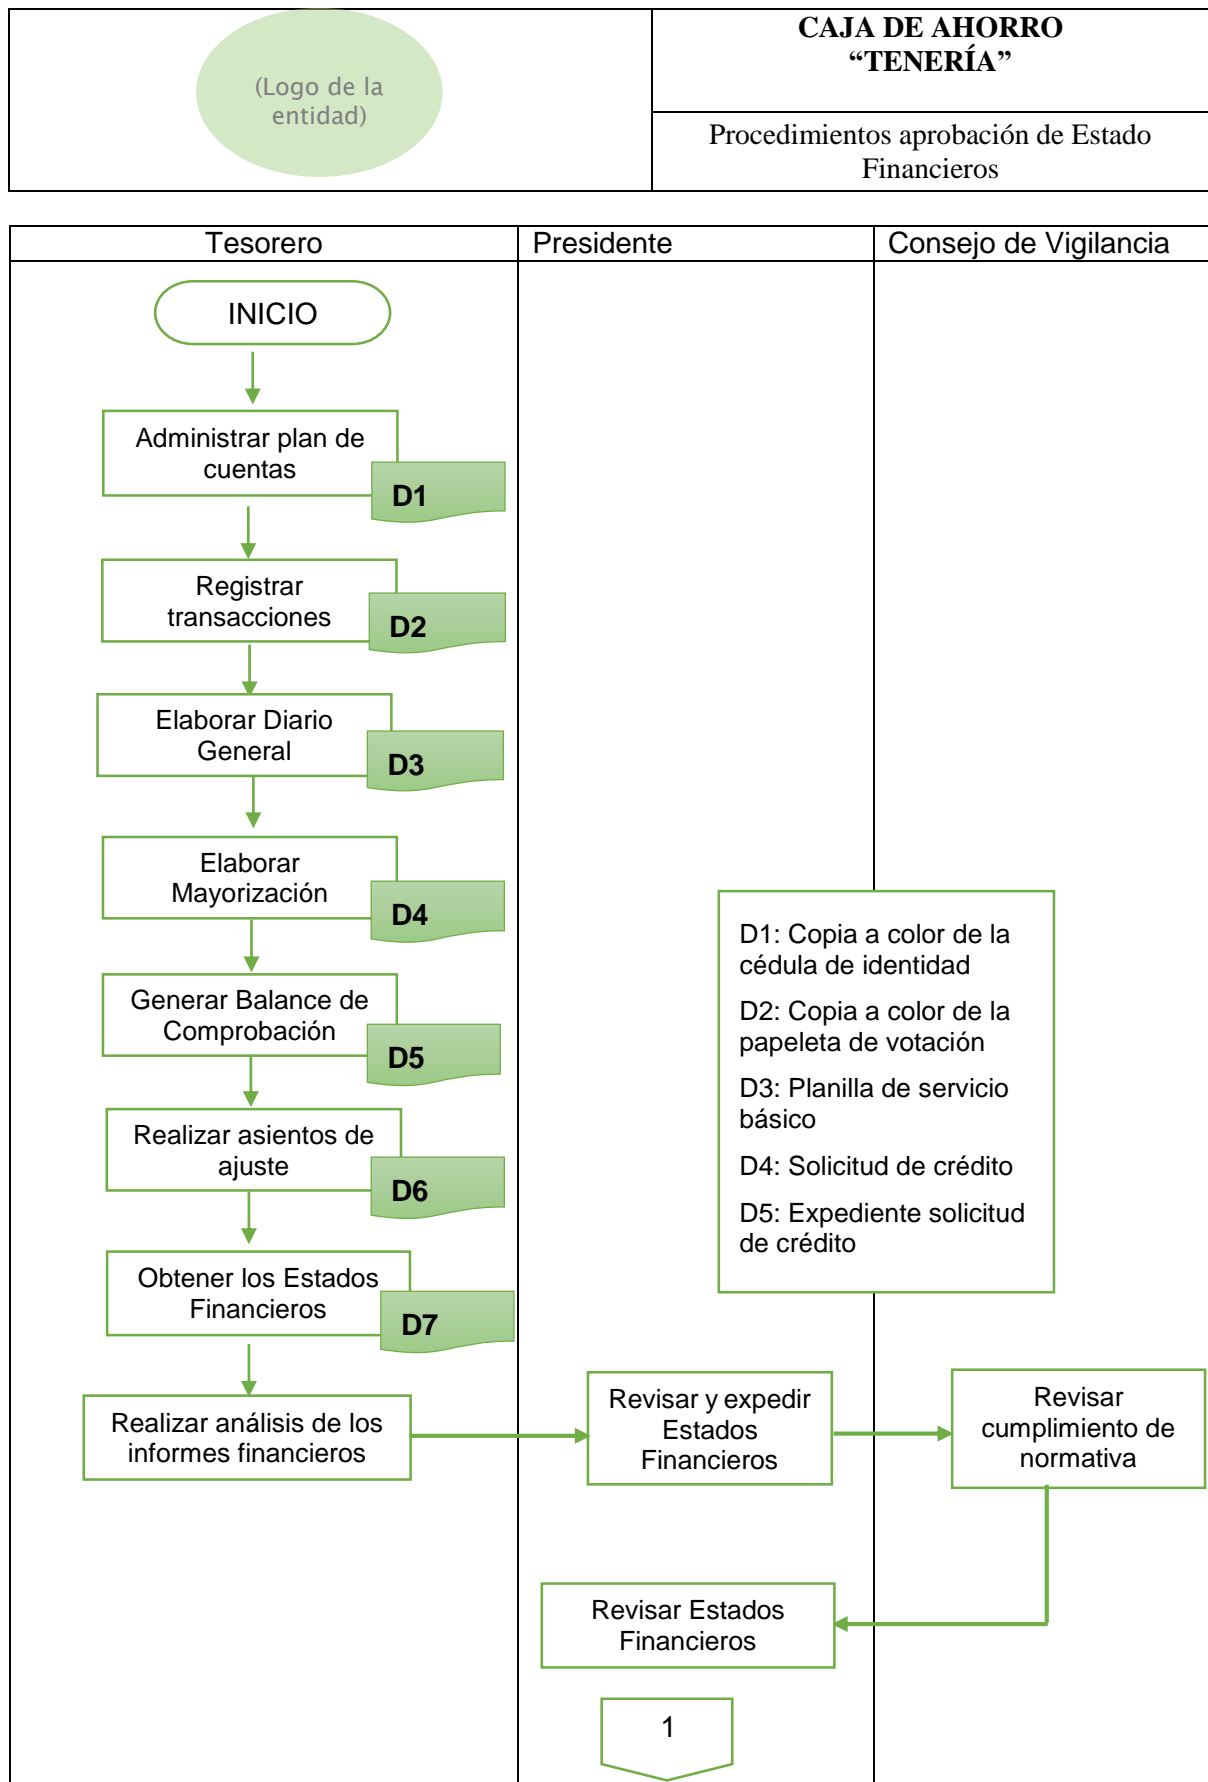 (Logo de la
entidad)
CAJA DE AHORRO
“TENERÍA”
Procedimientos aprobación de Estado
Financieros
Tesorero
Presidente
Consejo de Vigilancia
INICIO
Administrar plan de
cuentas
D1
Registrar
transacciones
D2
Elaborar Diario
General
D3
Elaborar
Mayorización
D4
Generar Balance de
Comprobación
D5
Realizar asientos de
ajuste
D6
Obtener los Estados
Financieros
D7
D1: Copia a color de la
cédula de identidad
D2: Copia a color de la
papeleta de votación
D3: Planilla de servicio
básico
D4: Solicitud de crédito
D5: Expediente solicitud
de crédito
Realizar análisis de los
informes financieros
Revisar y expedir
Estados
Financieros
Revisar
cumplimiento de
normativa
Revisar Estados
Financieros
1